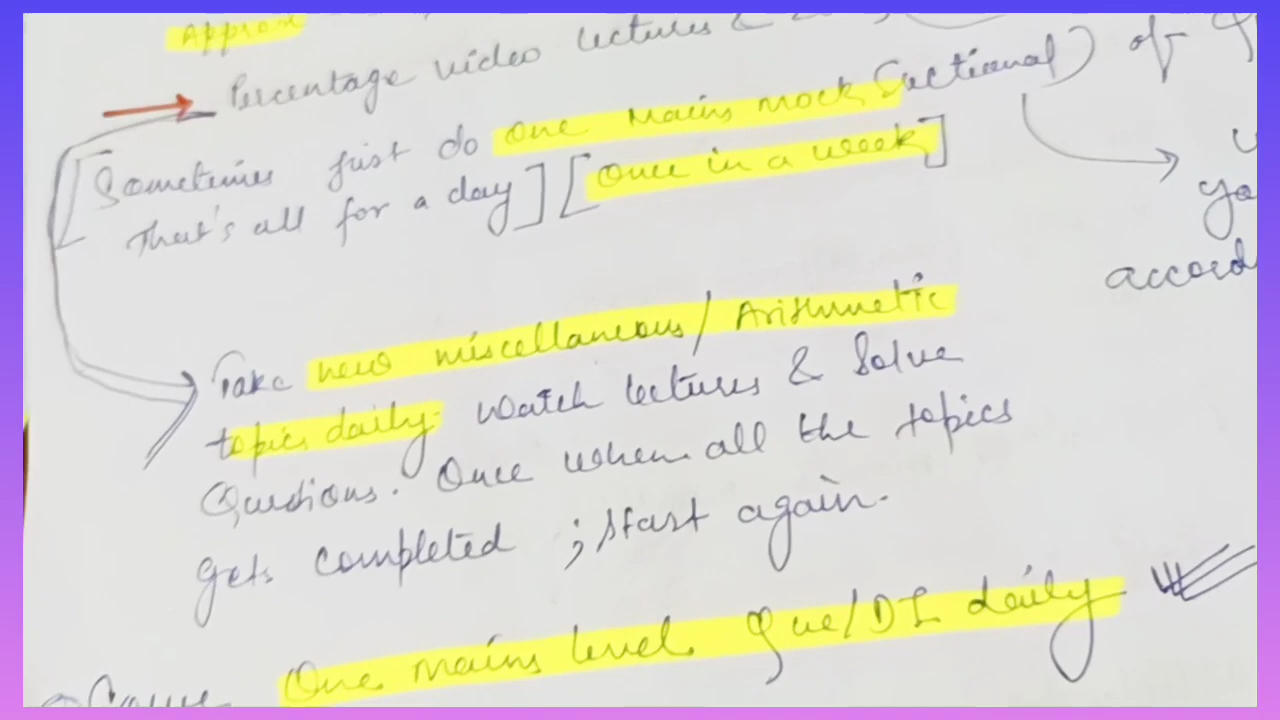 Approx
Percentage video lectures &
[Sometimes just do One Mains Mock (Sectional) of
That's all for a day] [Once in a week]
accord
Take new miscellaneous/Arithmetic
topics daily. Watch lectures & Solve
Questions. Once when all the topics
gets completed ; start again.
One Mains level Que/DI daily